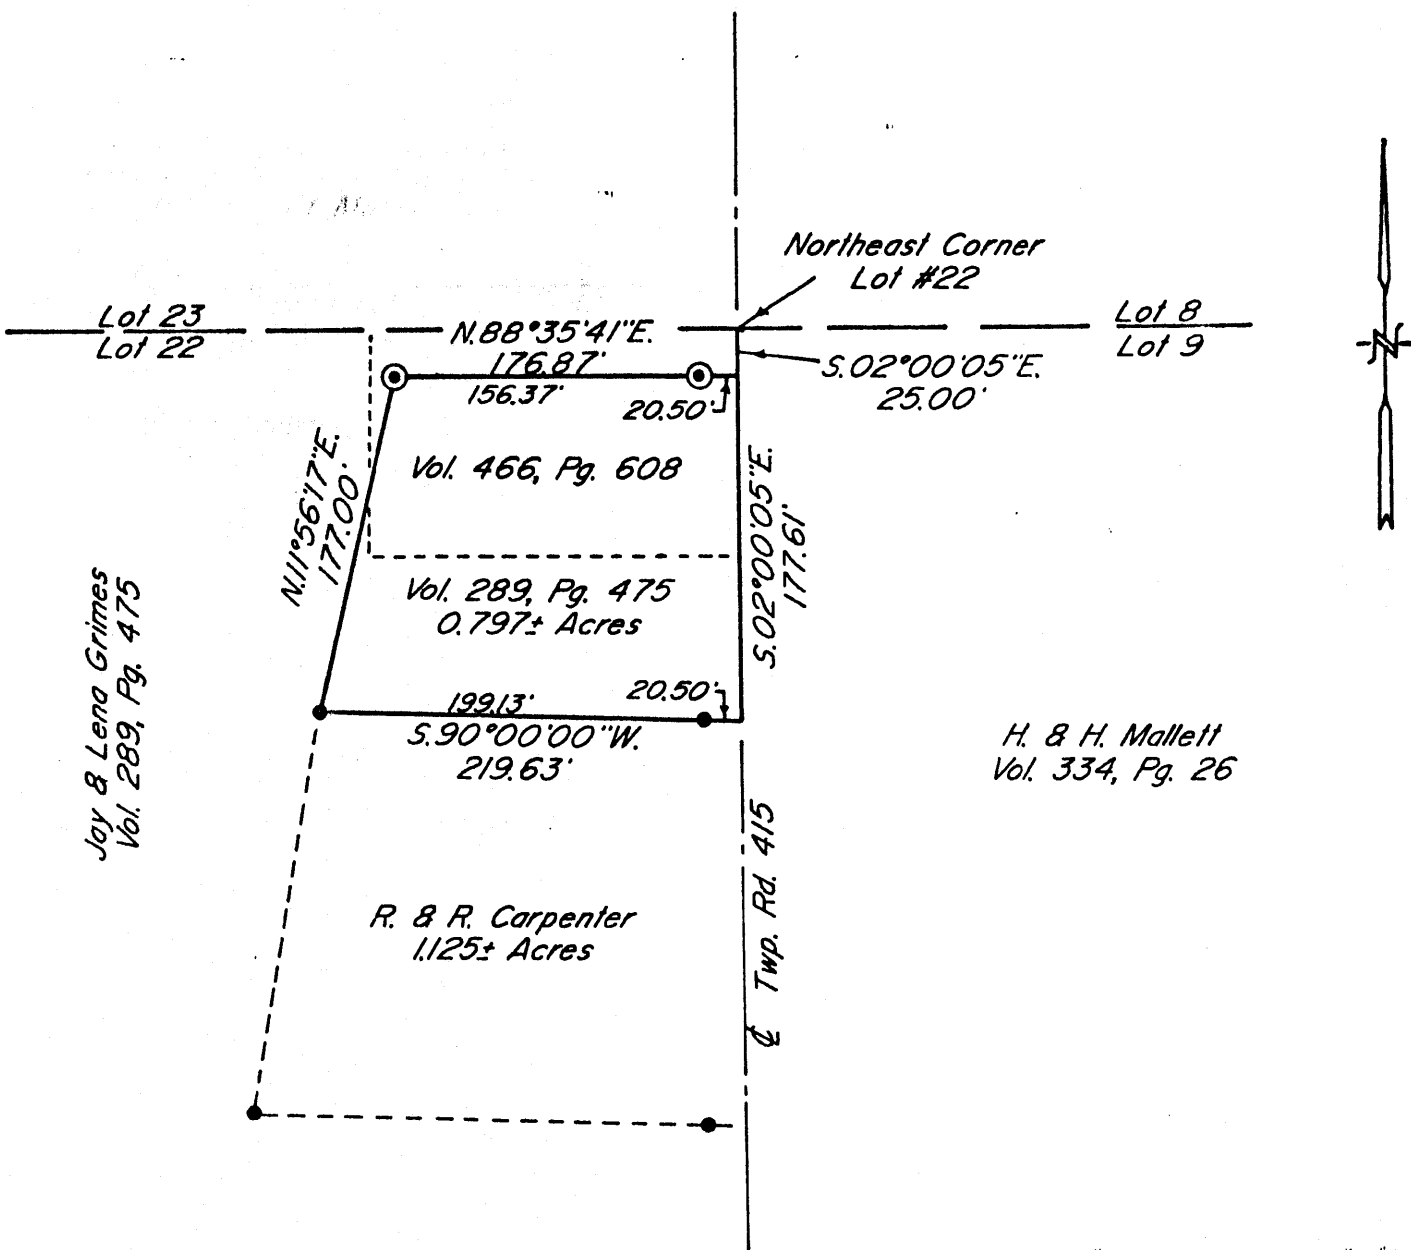 Northeast Corner
Lot #22
Lot 23
Lot 22
N.88°35'41"E.
176.87'
156.37'
20.50'
S.02°00'05"E.
25.00'
Lot 8
Lot 9
N
N.11°56'17"E.
177.00'
Vol. 466, Pg. 608
S.02°00'05"E.
177.61'
Vol. 289, Pg. 475
0.797± Acres
Jay & Lena Grimes
Vol. 289, Pg. 475
199.13'
20.50'
S.90°00'00"W.
219.63'
H. & H. Mallett
Vol. 334, Pg. 26
R. & R. Carpenter
1.125± Acres
℄ Twp. Rd. 415